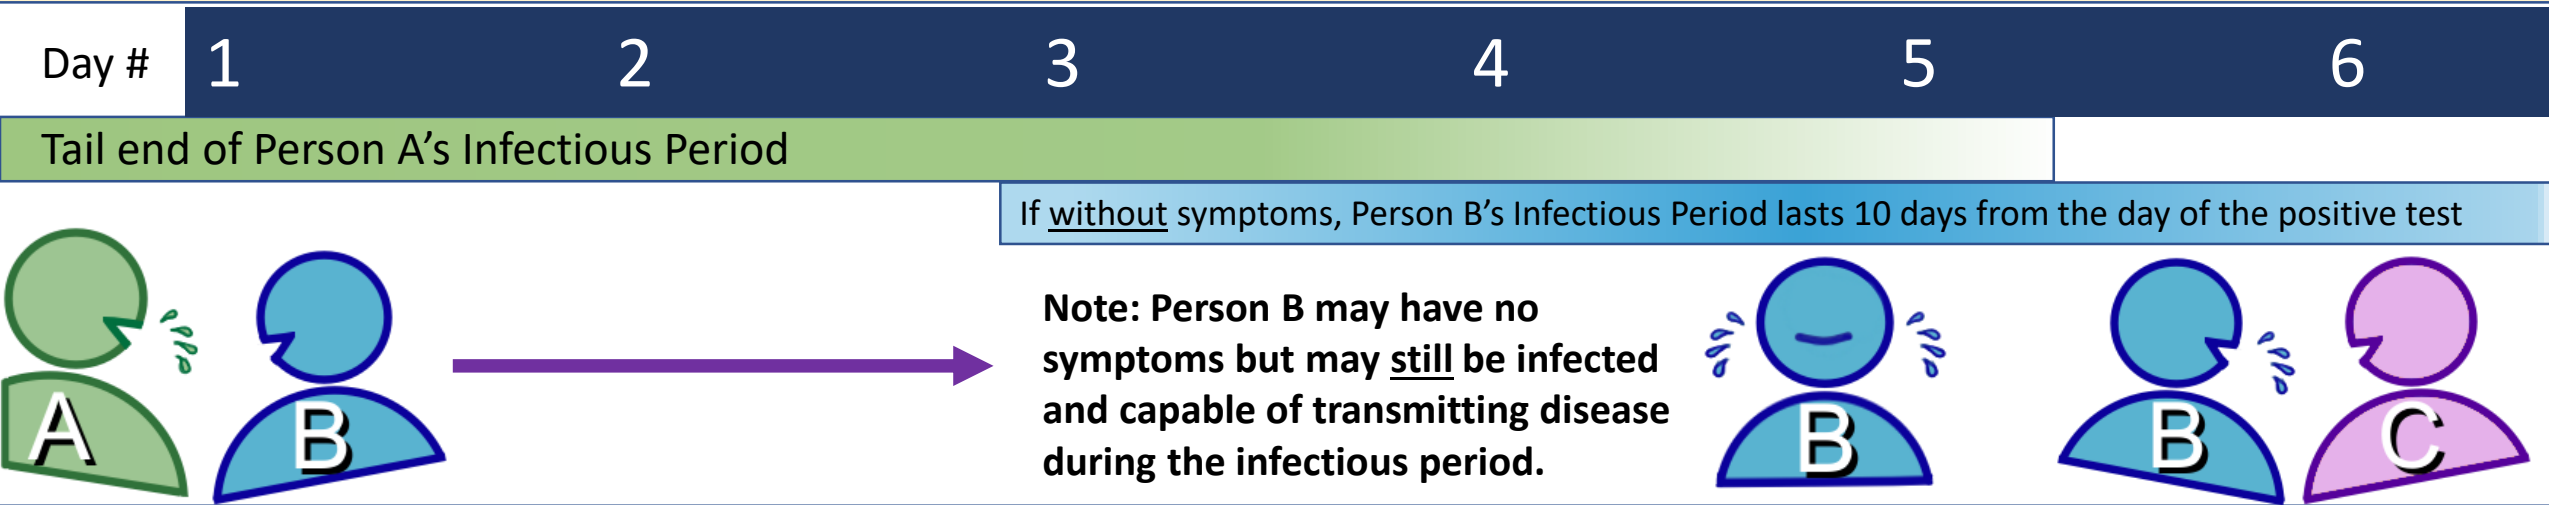 Day # 1 2 3 4 5 6
Tail end of Person A’s Infectious Period
If without symptoms, Person B’s Infectious Period lasts 10 days from the day of the positive test
Note: Person B may have no
symptoms but may still be infected
and capable of transmitting disease
during the infectious period.
A B B B C